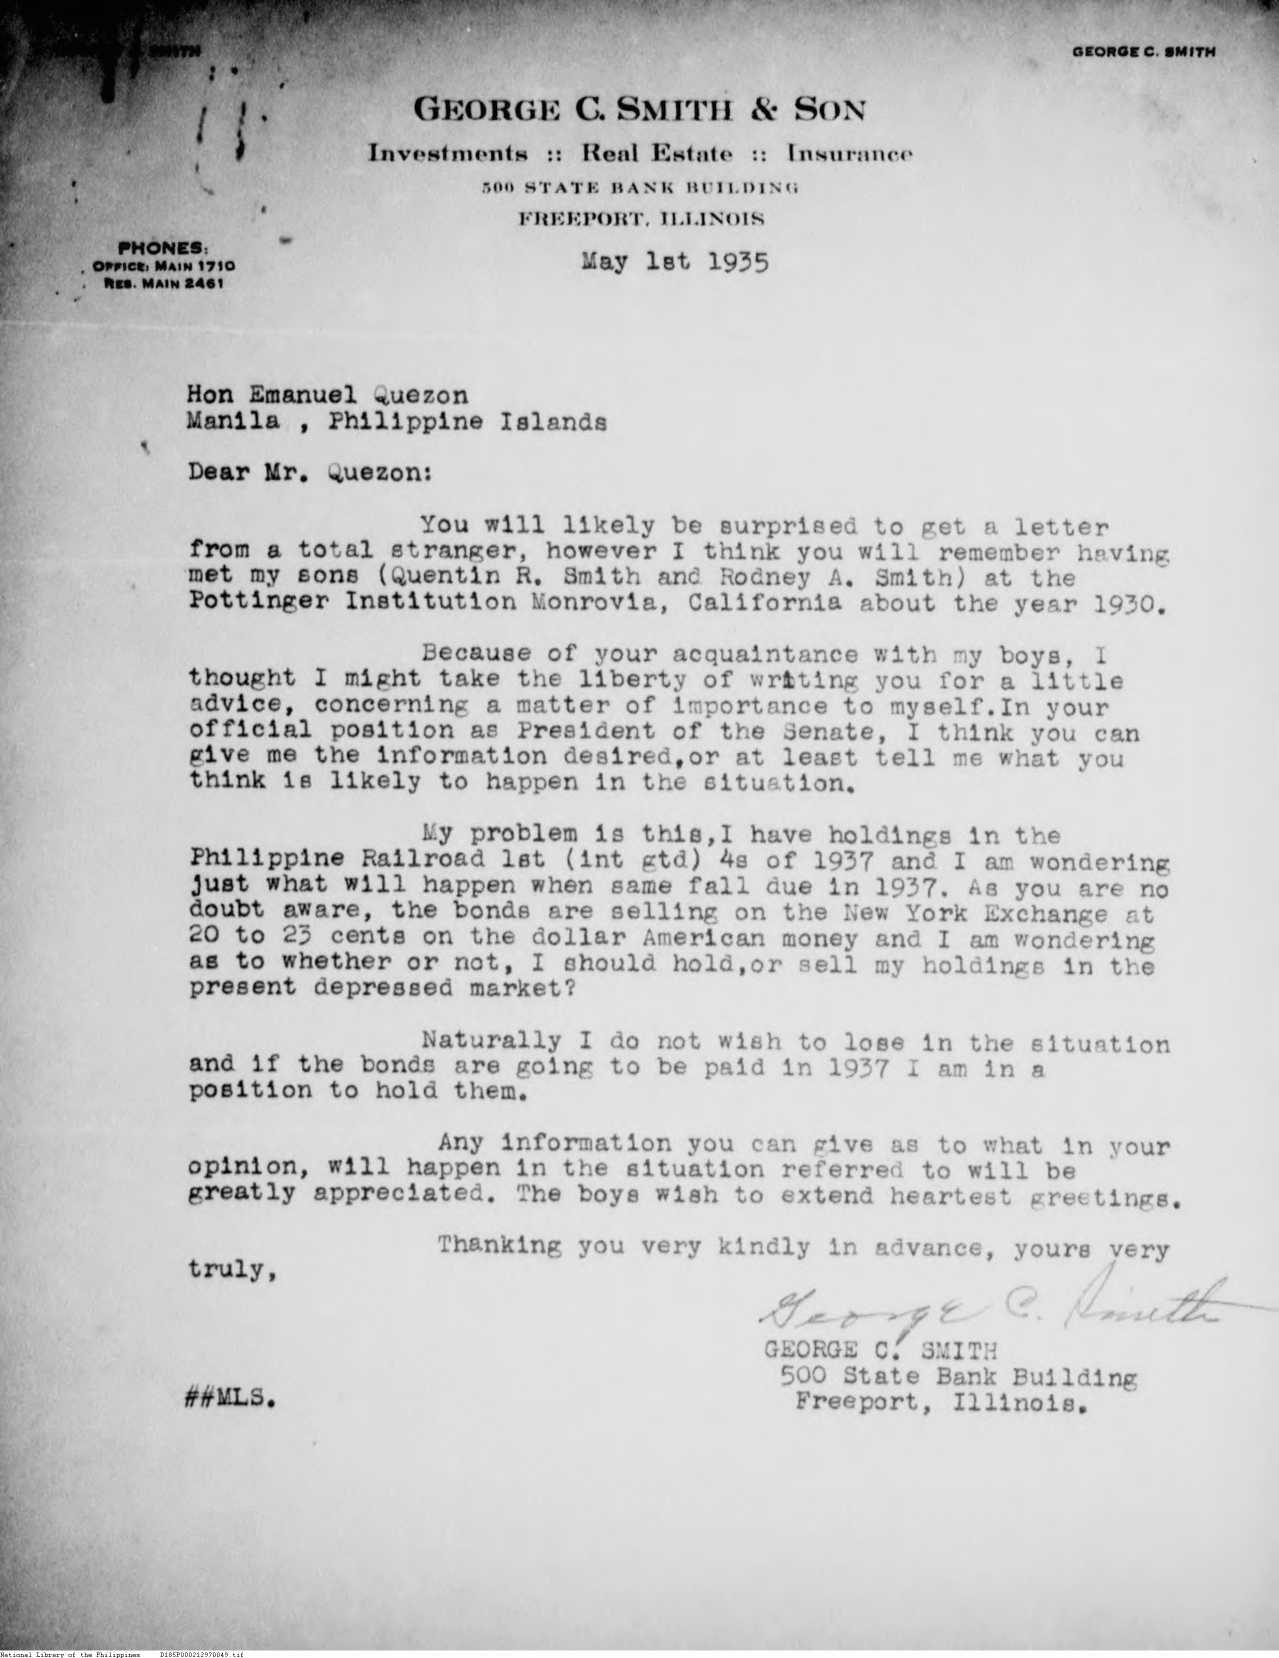 SMITH
GEORGE C. SMITH
GEORGE C. SMITH & SON
Investments :: Real Estate :: Insurance
500 STATE BANK BUILDING
FREEPORT, ILLINOIS
PHONES:
OFFICE: MAIN 1710
RES. MAIN 2461
May 1st 1935
Hon Emanuel Quezon
Manila , Philippine Islands
Dear Mr. Quezon:
You will likely be surprised to get a letter
from a total stranger, however I think you will remember having
met my sons (Quentin R. Smith and Rodney A. Smith) at the
Pottinger Institution Monrovia, California about the year 1930.
Because of your acquaintance with my boys, I
thought I might take the liberty of writing you for a little
advice, concerning a matter of importance to myself.In your
official position as President of the Senate, I think you can
give me the information desired,or at least tell me what you
think is likely to happen in the situation.
My problem is this,I have holdings in the
Philippine Railroad 1st (int gtd) 4s of 1937 and I am wondering
just what will happen when same fall due in 1937. As you are no
doubt aware, the bonds are selling on the New York Exchange at
20 to 23 cents on the dollar American money and I am wondering
as to whether or not, I should hold,or sell my holdings in the
present depressed market?
Naturally I do not wish to lose in the situation
and if the bonds are going to be paid in 1937 I am in a
position to hold them.
Any information you can give as to what in your
opinion, will happen in the situation referred to will be
greatly appreciated. The boys wish to extend heartest greetings.
Thanking you very kindly in advance, yours very
truly,
George C. Smith
GEORGE C. SMITH
500 State Bank Building
Freeport, Illinois.
##MLS.
National Library of the Philippines D185P000212970049.tif